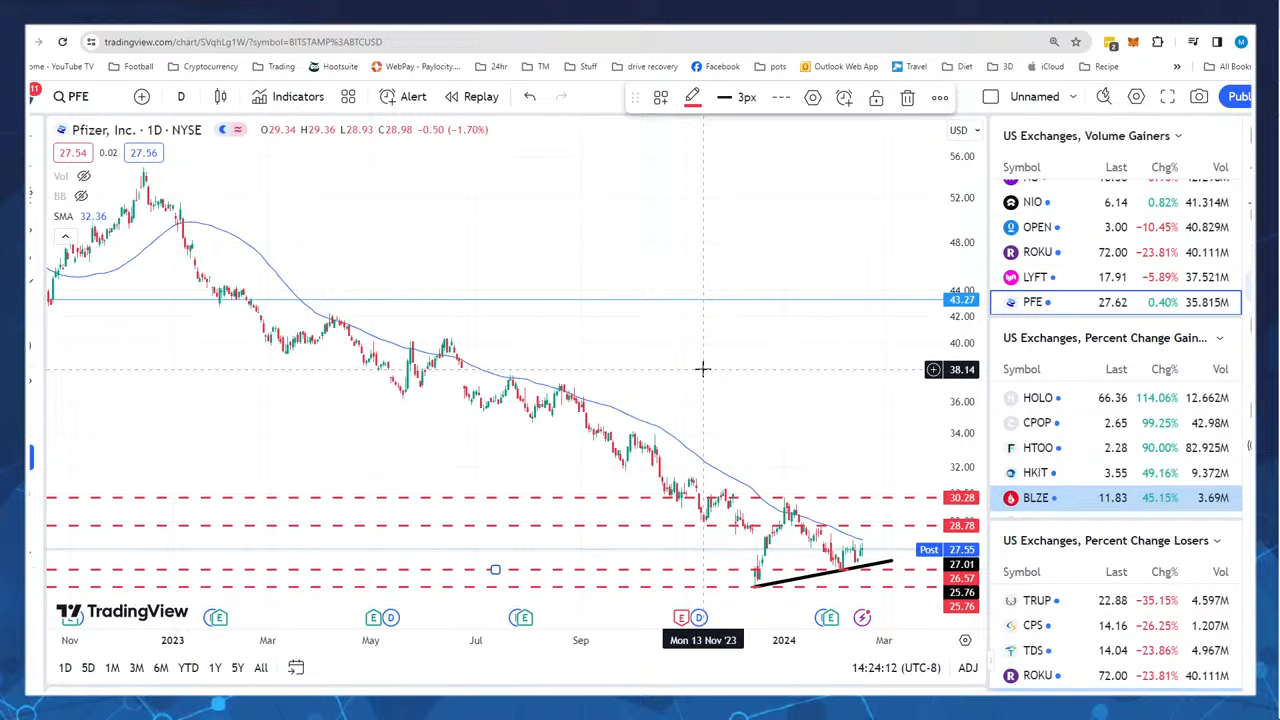 tradingview.com/chart/SVqhLg1W/?symbol=BITSTAMP%3ABTCUSD
2
M
ome - YouTube TV Football Cryptocurrency Trading Hootsuite WebPay - Paylocity.... 24hr TM Stuff drive recovery Facebook pots Outlook Web App Travel Diet 3D iCloud Recipe » All Book
11
PFE D Indicators Alert Replay 3px Unnamed Publ
Pfizer, Inc. · 1D · NYSE O29.34 H29.36 L28.93 C28.98 -0.50 (-1.70%) USD
27.54 0.02 27.56
Vol
BB
SMA 32.36
56.00
52.00
48.00
44.00
43.27
42.00
40.00
38.14
36.00
34.00
32.00
30.28
28.78
Post 27.55
27.01
26.57
25.76
25.76
TradingView
E E D E E D E
Nov 2023 Mar May Jul Sep Mon 13 Nov '23 2024 Mar
1D 5D 1M 3M 6M YTD 1Y 5Y All 14:24:12 (UTC-8) ADJ
US Exchanges, Volume Gainers
Symbol Last Chg% Vol
NIO 6.14 0.82% 41.314M
OPEN 3.00 -10.45% 40.829M
ROKU 72.00 -23.81% 40.111M
LYFT 17.91 -5.89% 37.521M
PFE 27.62 0.40% 35.815M
US Exchanges, Percent Change Gain...
Symbol Last Chg% Vol
HOLO 66.36 114.06% 12.662M
CPOP 2.65 99.25% 42.98M
HTOO 2.28 90.00% 82.925M
HKIT 3.55 49.16% 9.372M
BLZE 11.83 45.15% 3.69M
US Exchanges, Percent Change Losers
Symbol Last Chg% Vol
TRUP 22.88 -35.15% 4.597M
CPS 14.16 -26.25% 1.207M
TDS 14.04 -23.86% 4.967M
ROKU 72.00 -23.81% 40.111M